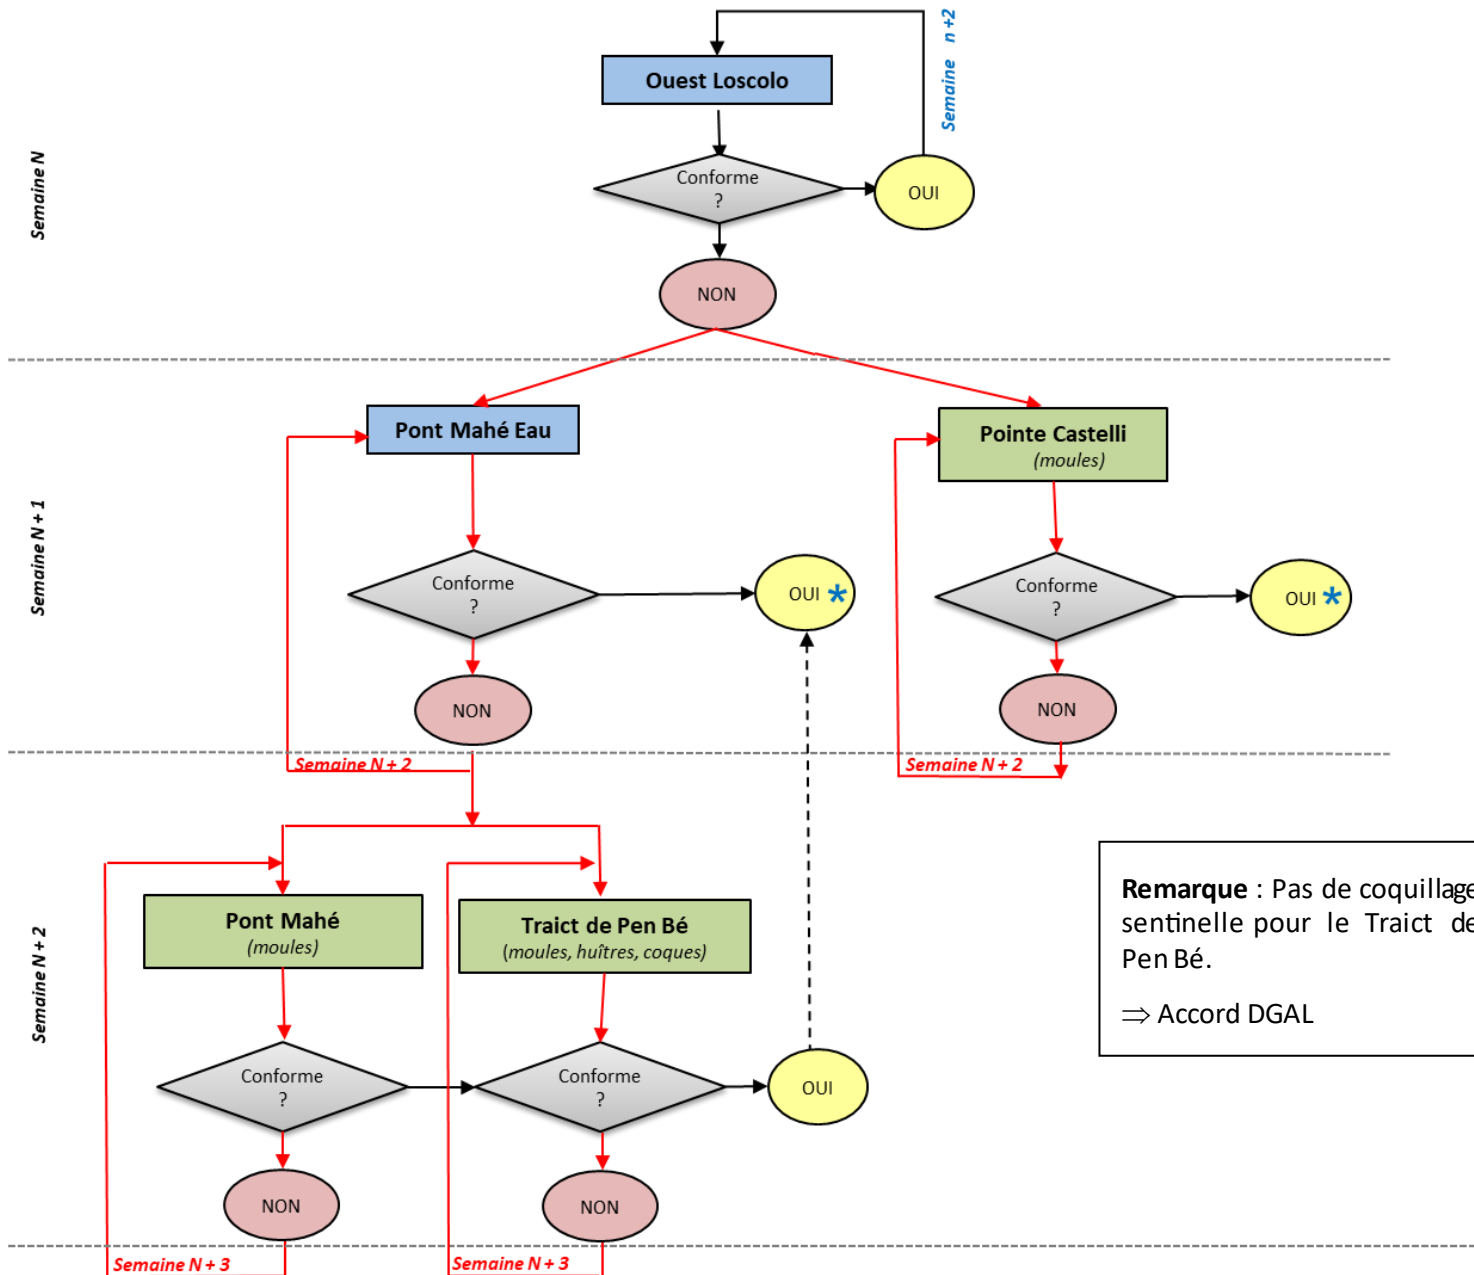 Semaine n +2
Ouest Loscolo
Semaine N
Conforme
?
OUI
NON
Pont Mahé Eau
Pointe Castelli
(moules)
Semaine N + 1
Conforme
?
OUI *
Conforme
?
OUI *
NON
NON
Semaine N + 2
Semaine N + 2
Remarque : Pas de coquillage
sentinelle pour le Traict de
Pen Bé.
⇒ Accord DGAL
Semaine N + 2
Pont Mahé
(moules)
Traict de Pen Bé
(moules, huîtres, coques)
Conforme
?
Conforme
?
OUI
NON
NON
Semaine N + 3
Semaine N + 3